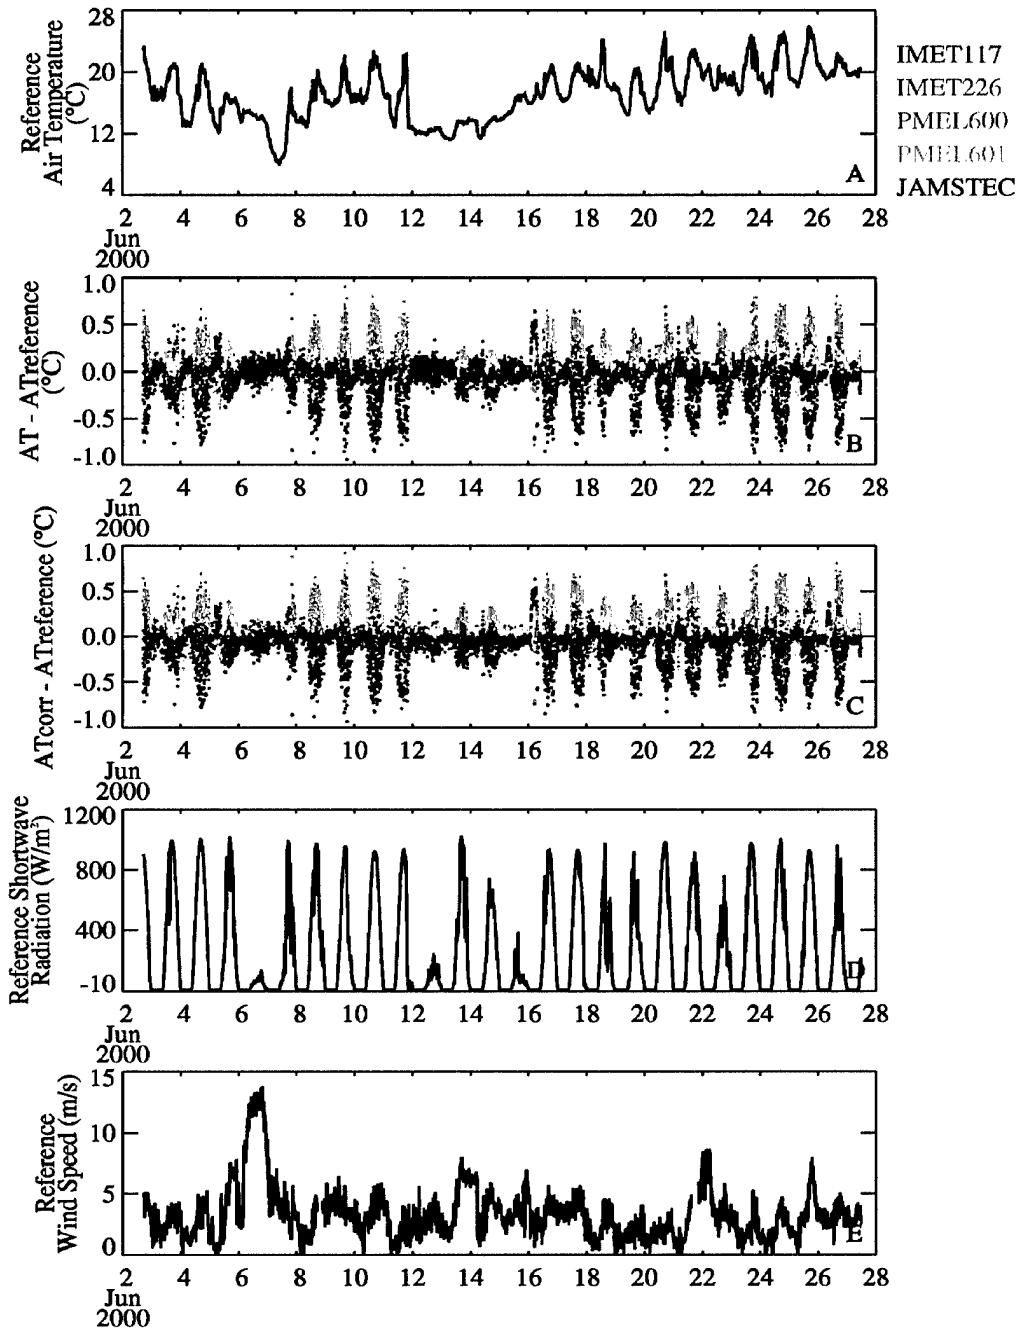 Reference
Air Temperature
(°C)
28
20
12
4
A
IMET117
IMET226
PMEL600
PMEL601
JAMSTEC
2 4 6 8 10 12 14 16 18 20 22 24 26 28
Jun
2000
AT - ATreference
(°C)
1.0
0.5
0.0
-0.5
-1.0
B
2 4 6 8 10 12 14 16 18 20 22 24 26 28
Jun
2000
ATcorr - ATreference (°C)
1.0
0.5
0.0
-0.5
-1.0
C
2 4 6 8 10 12 14 16 18 20 22 24 26 28
Jun
2000
Reference Shortwave
Radiation (W/m²)
1200
800
400
-10
D
2 4 6 8 10 12 14 16 18 20 22 24 26 28
Jun
2000
Reference
Wind Speed (m/s)
15
10
5
0
E
2 4 6 8 10 12 14 16 18 20 22 24 26 28
Jun
2000